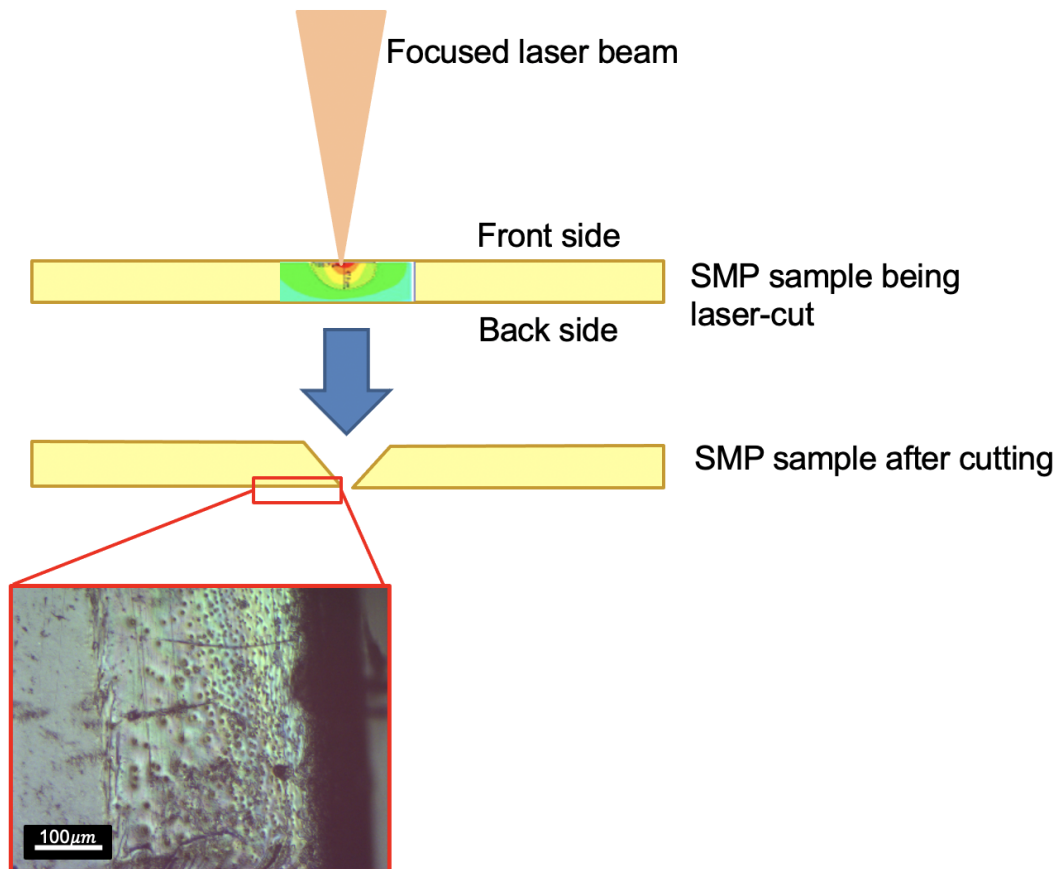 Focused laser beam
Front side
SMP sample being
laser-cut
Back side
SMP sample after cutting
100μm